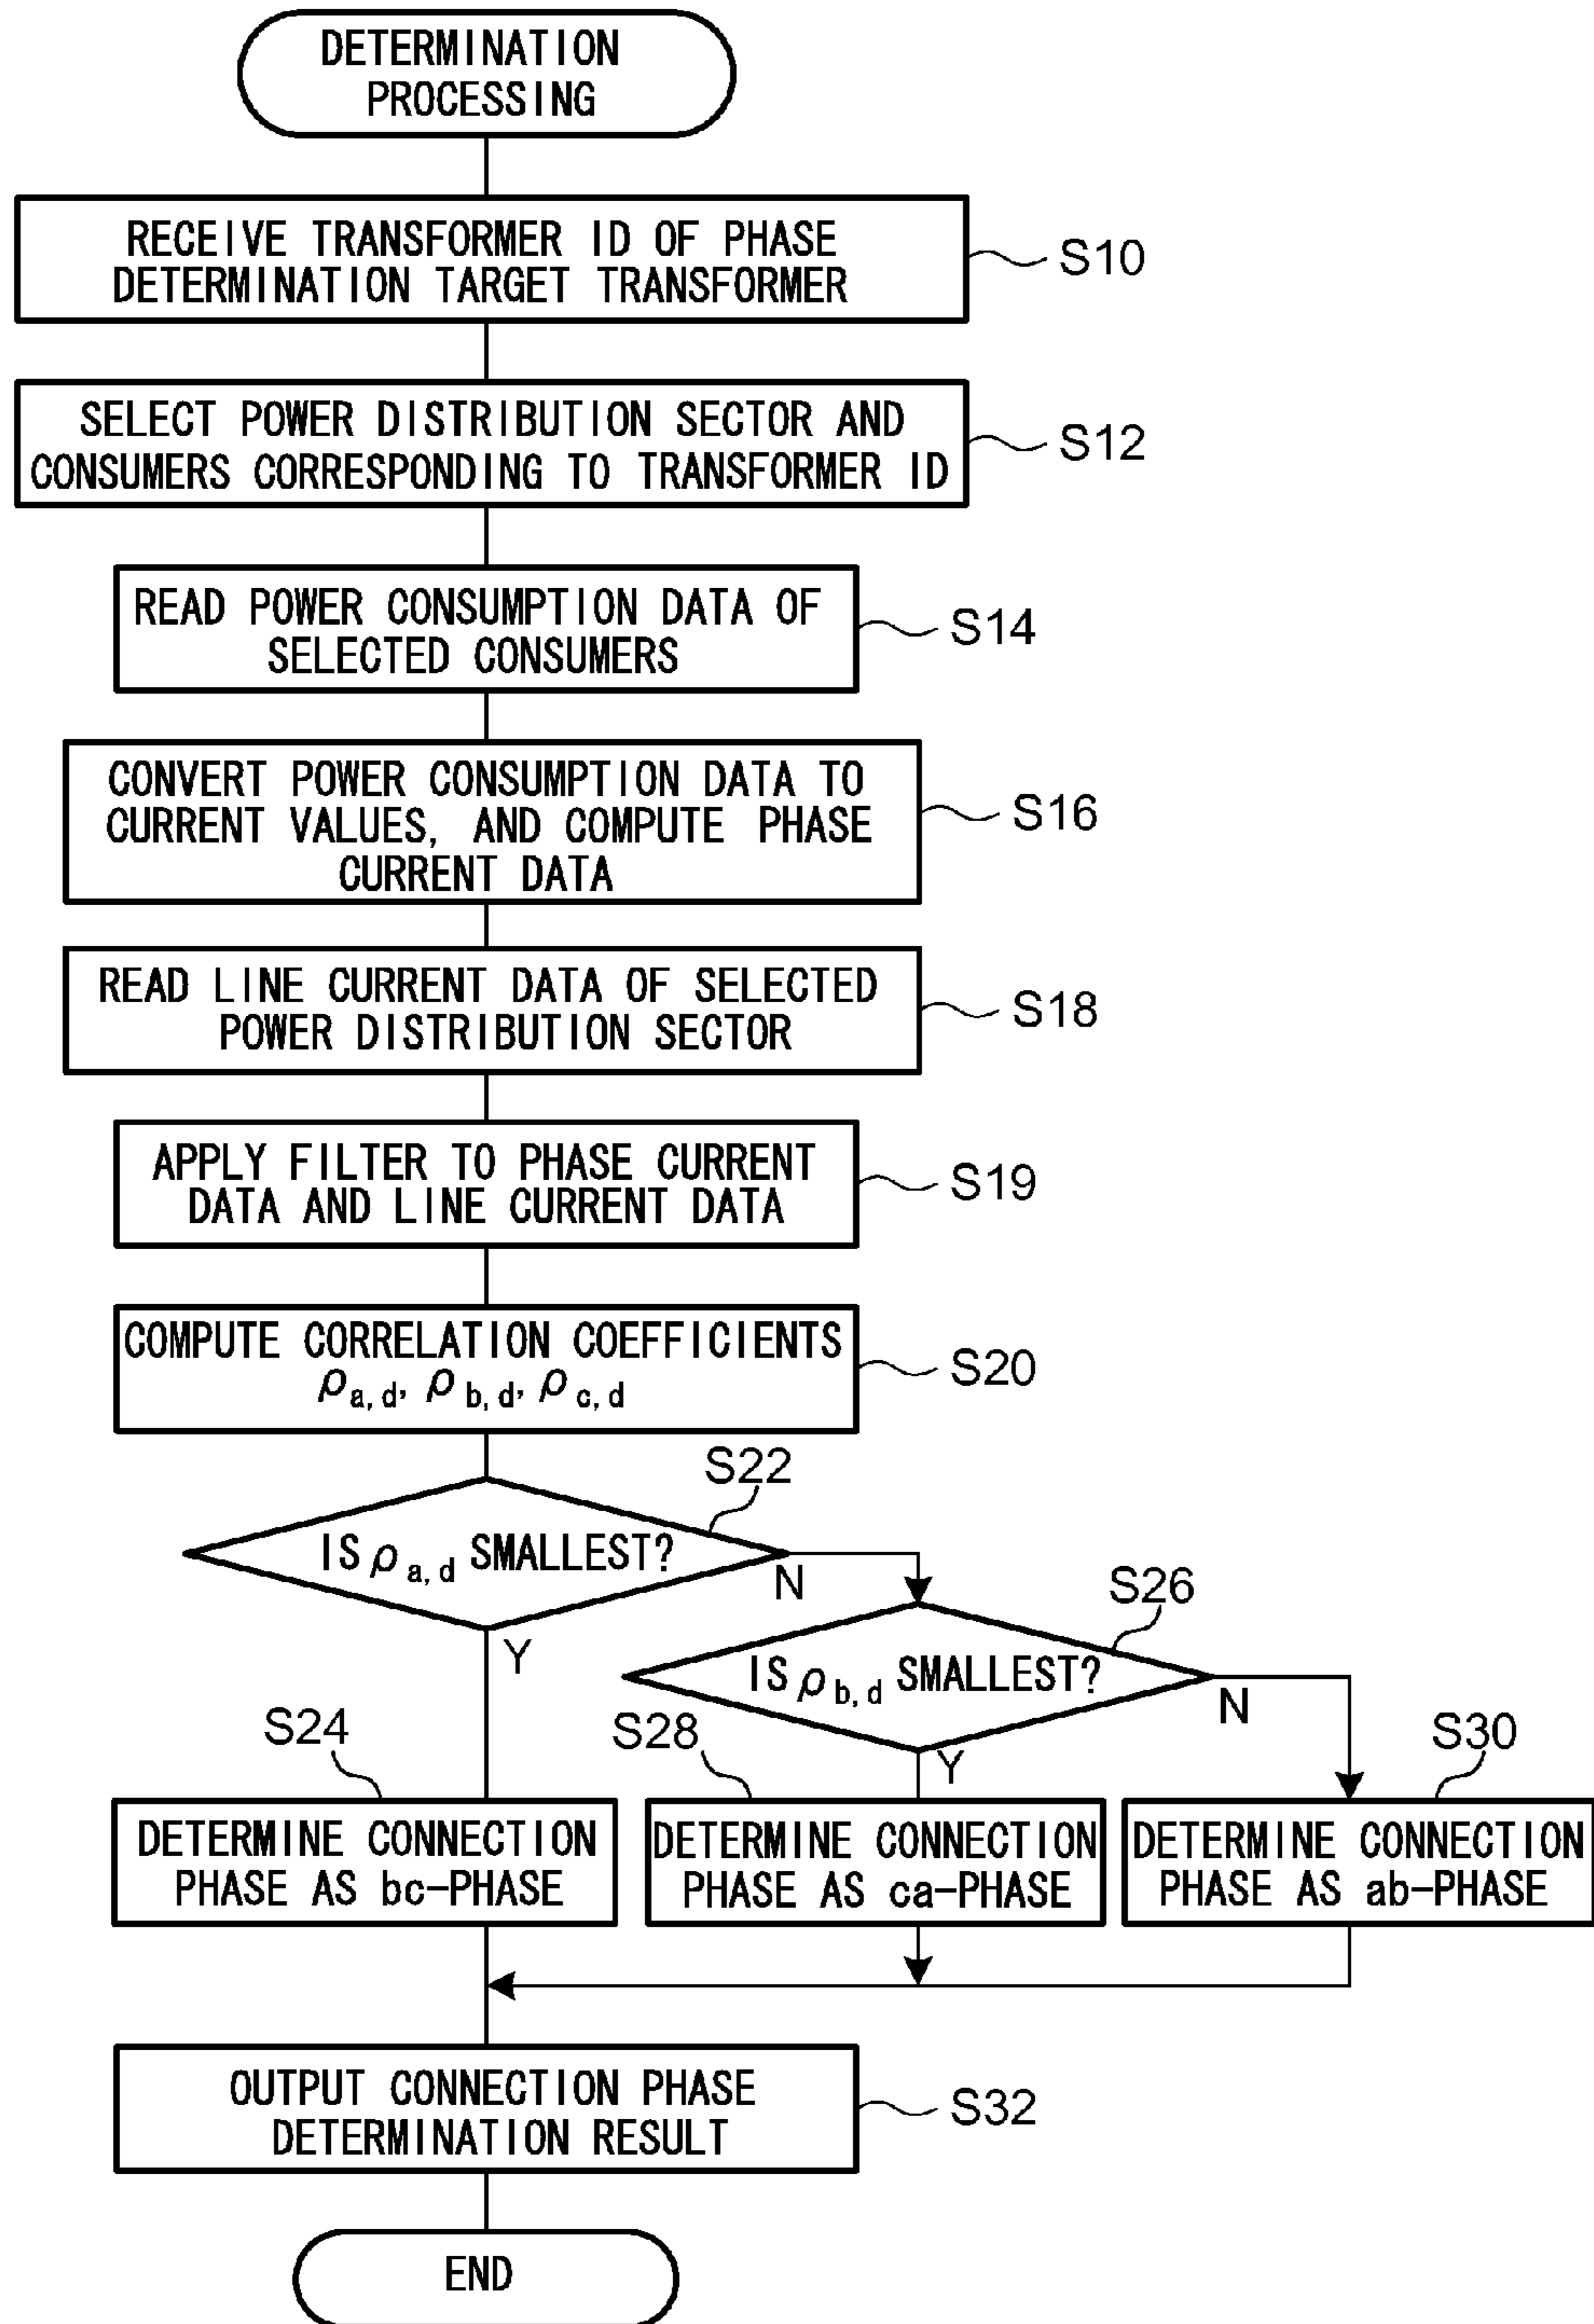 DETERMINATION
PROCESSING
RECEIVE TRANSFORMER ID OF PHASE
DETERMINATION TARGET TRANSFORMER
S10
SELECT POWER DISTRIBUTION SECTOR AND
CONSUMERS CORRESPONDING TO TRANSFORMER ID
S12
READ POWER CONSUMPTION DATA OF
SELECTED CONSUMERS
S14
CONVERT POWER CONSUMPTION DATA TO
CURRENT VALUES, AND COMPUTE PHASE
CURRENT DATA
S16
READ LINE CURRENT DATA OF SELECTED
POWER DISTRIBUTION SECTOR
S18
APPLY FILTER TO PHASE CURRENT
DATA AND LINE CURRENT DATA
S19
COMPUTE CORRELATION COEFFICIENTS
ρa,d, ρb,d, ρc,d
S20
S22
IS ρa,d SMALLEST?
N
Y
S26
IS ρb,d SMALLEST?
N
Y
S24
DETERMINE CONNECTION
PHASE AS bc-PHASE
S28
DETERMINE CONNECTION
PHASE AS ca-PHASE
S30
DETERMINE CONNECTION
PHASE AS ab-PHASE
OUTPUT CONNECTION PHASE
DETERMINATION RESULT
S32
END